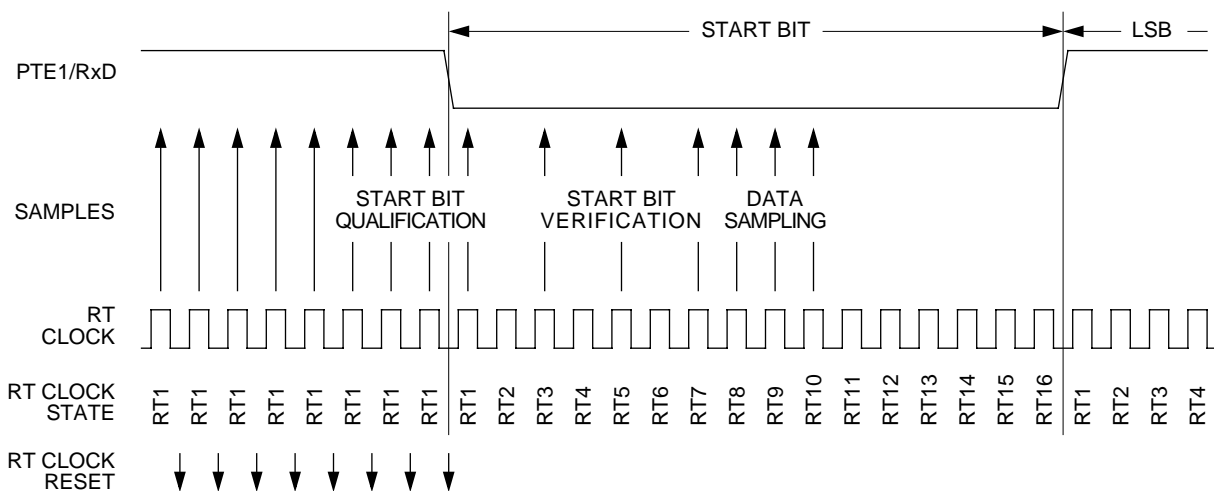 START BIT
LSB
PTE1/RxD
SAMPLES
START BIT
QUALIFICATION
START BIT
VERIFICATION
DATA
SAMPLING
RT
CLOCK
RT CLOCK
STATE
RT1 RT1 RT1 RT1 RT1 RT1 RT1 RT1 RT1 RT2 RT3 RT4 RT5 RT6 RT7 RT8 RT9 RT10 RT11 RT12 RT13 RT14 RT15 RT16 RT1 RT2 RT3 RT4
RT CLOCK
RESET